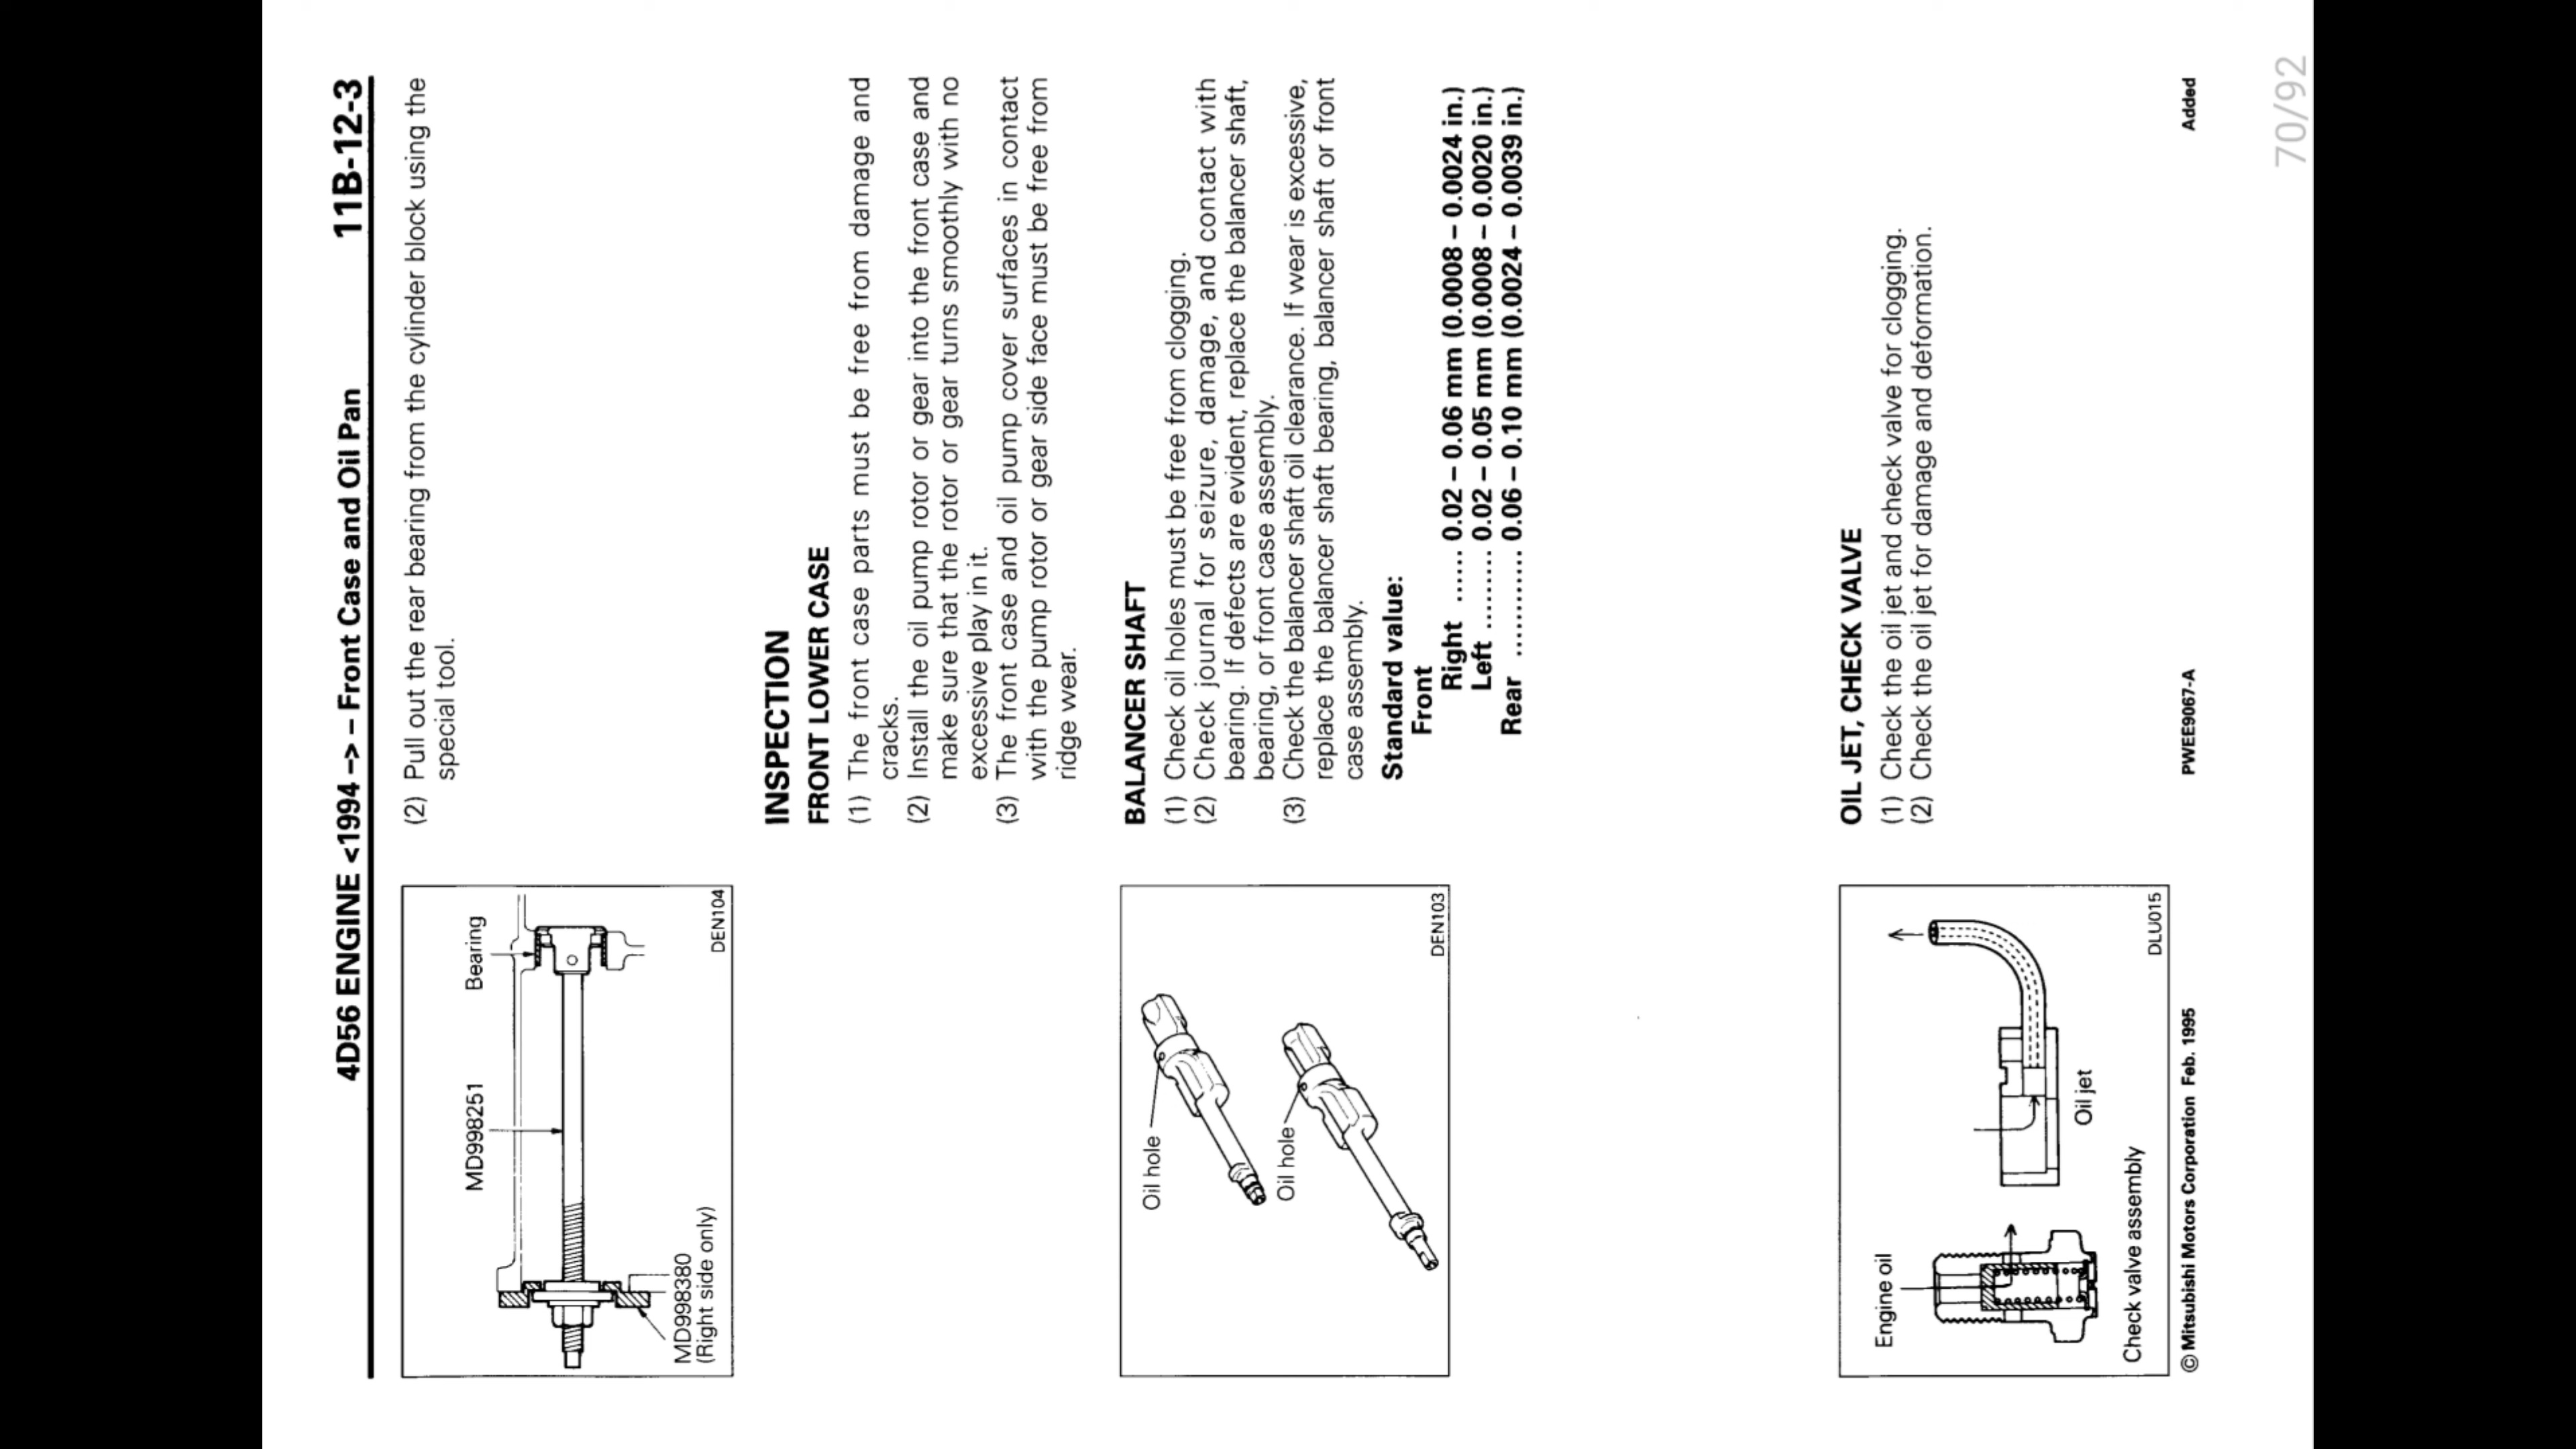 4D56 ENGINE <1994 –> – Front Case and Oil Pan 11B-12-3
Bearing
MD998251
MD998380
(Right side only)
DEN104
(2) Pull out the rear bearing from the cylinder block using the
special tool.
INSPECTION
FRONT LOWER CASE
(1) The front case parts must be free from damage and
cracks.
(2) Install the oil pump rotor or gear into the front case and
make sure that the rotor or gear turns smoothly with no
excessive play in it.
(3) The front case and oil pump cover surfaces in contact
with the pump rotor or gear side face must be free from
ridge wear.
Oil hole
Oil hole
DEN103
BALANCER SHAFT
(1) Check oil holes must be free from clogging.
(2) Check journal for seizure, damage, and contact with
bearing. If defects are evident, replace the balancer shaft,
bearing, or front case assembly.
(3) Check the balancer shaft oil clearance. If wear is excessive,
replace the balancer shaft bearing, balancer shaft or front
case assembly.
Standard value:
Front
Right ....... 0.02 – 0.06 mm (0.0008 – 0.0024 in.)
Left .......... 0.02 – 0.05 mm (0.0008 – 0.0020 in.)
Rear ............. 0.06 – 0.10 mm (0.0024 – 0.0039 in.)
Engine oil
Oil jet
Check valve assembly
DLU015
OIL JET, CHECK VALVE
(1) Check the oil jet and check valve for clogging.
(2) Check the oil jet for damage and deformation.
© Mitsubishi Motors Corporation Feb. 1995 PWEE9067-A Added
70/92